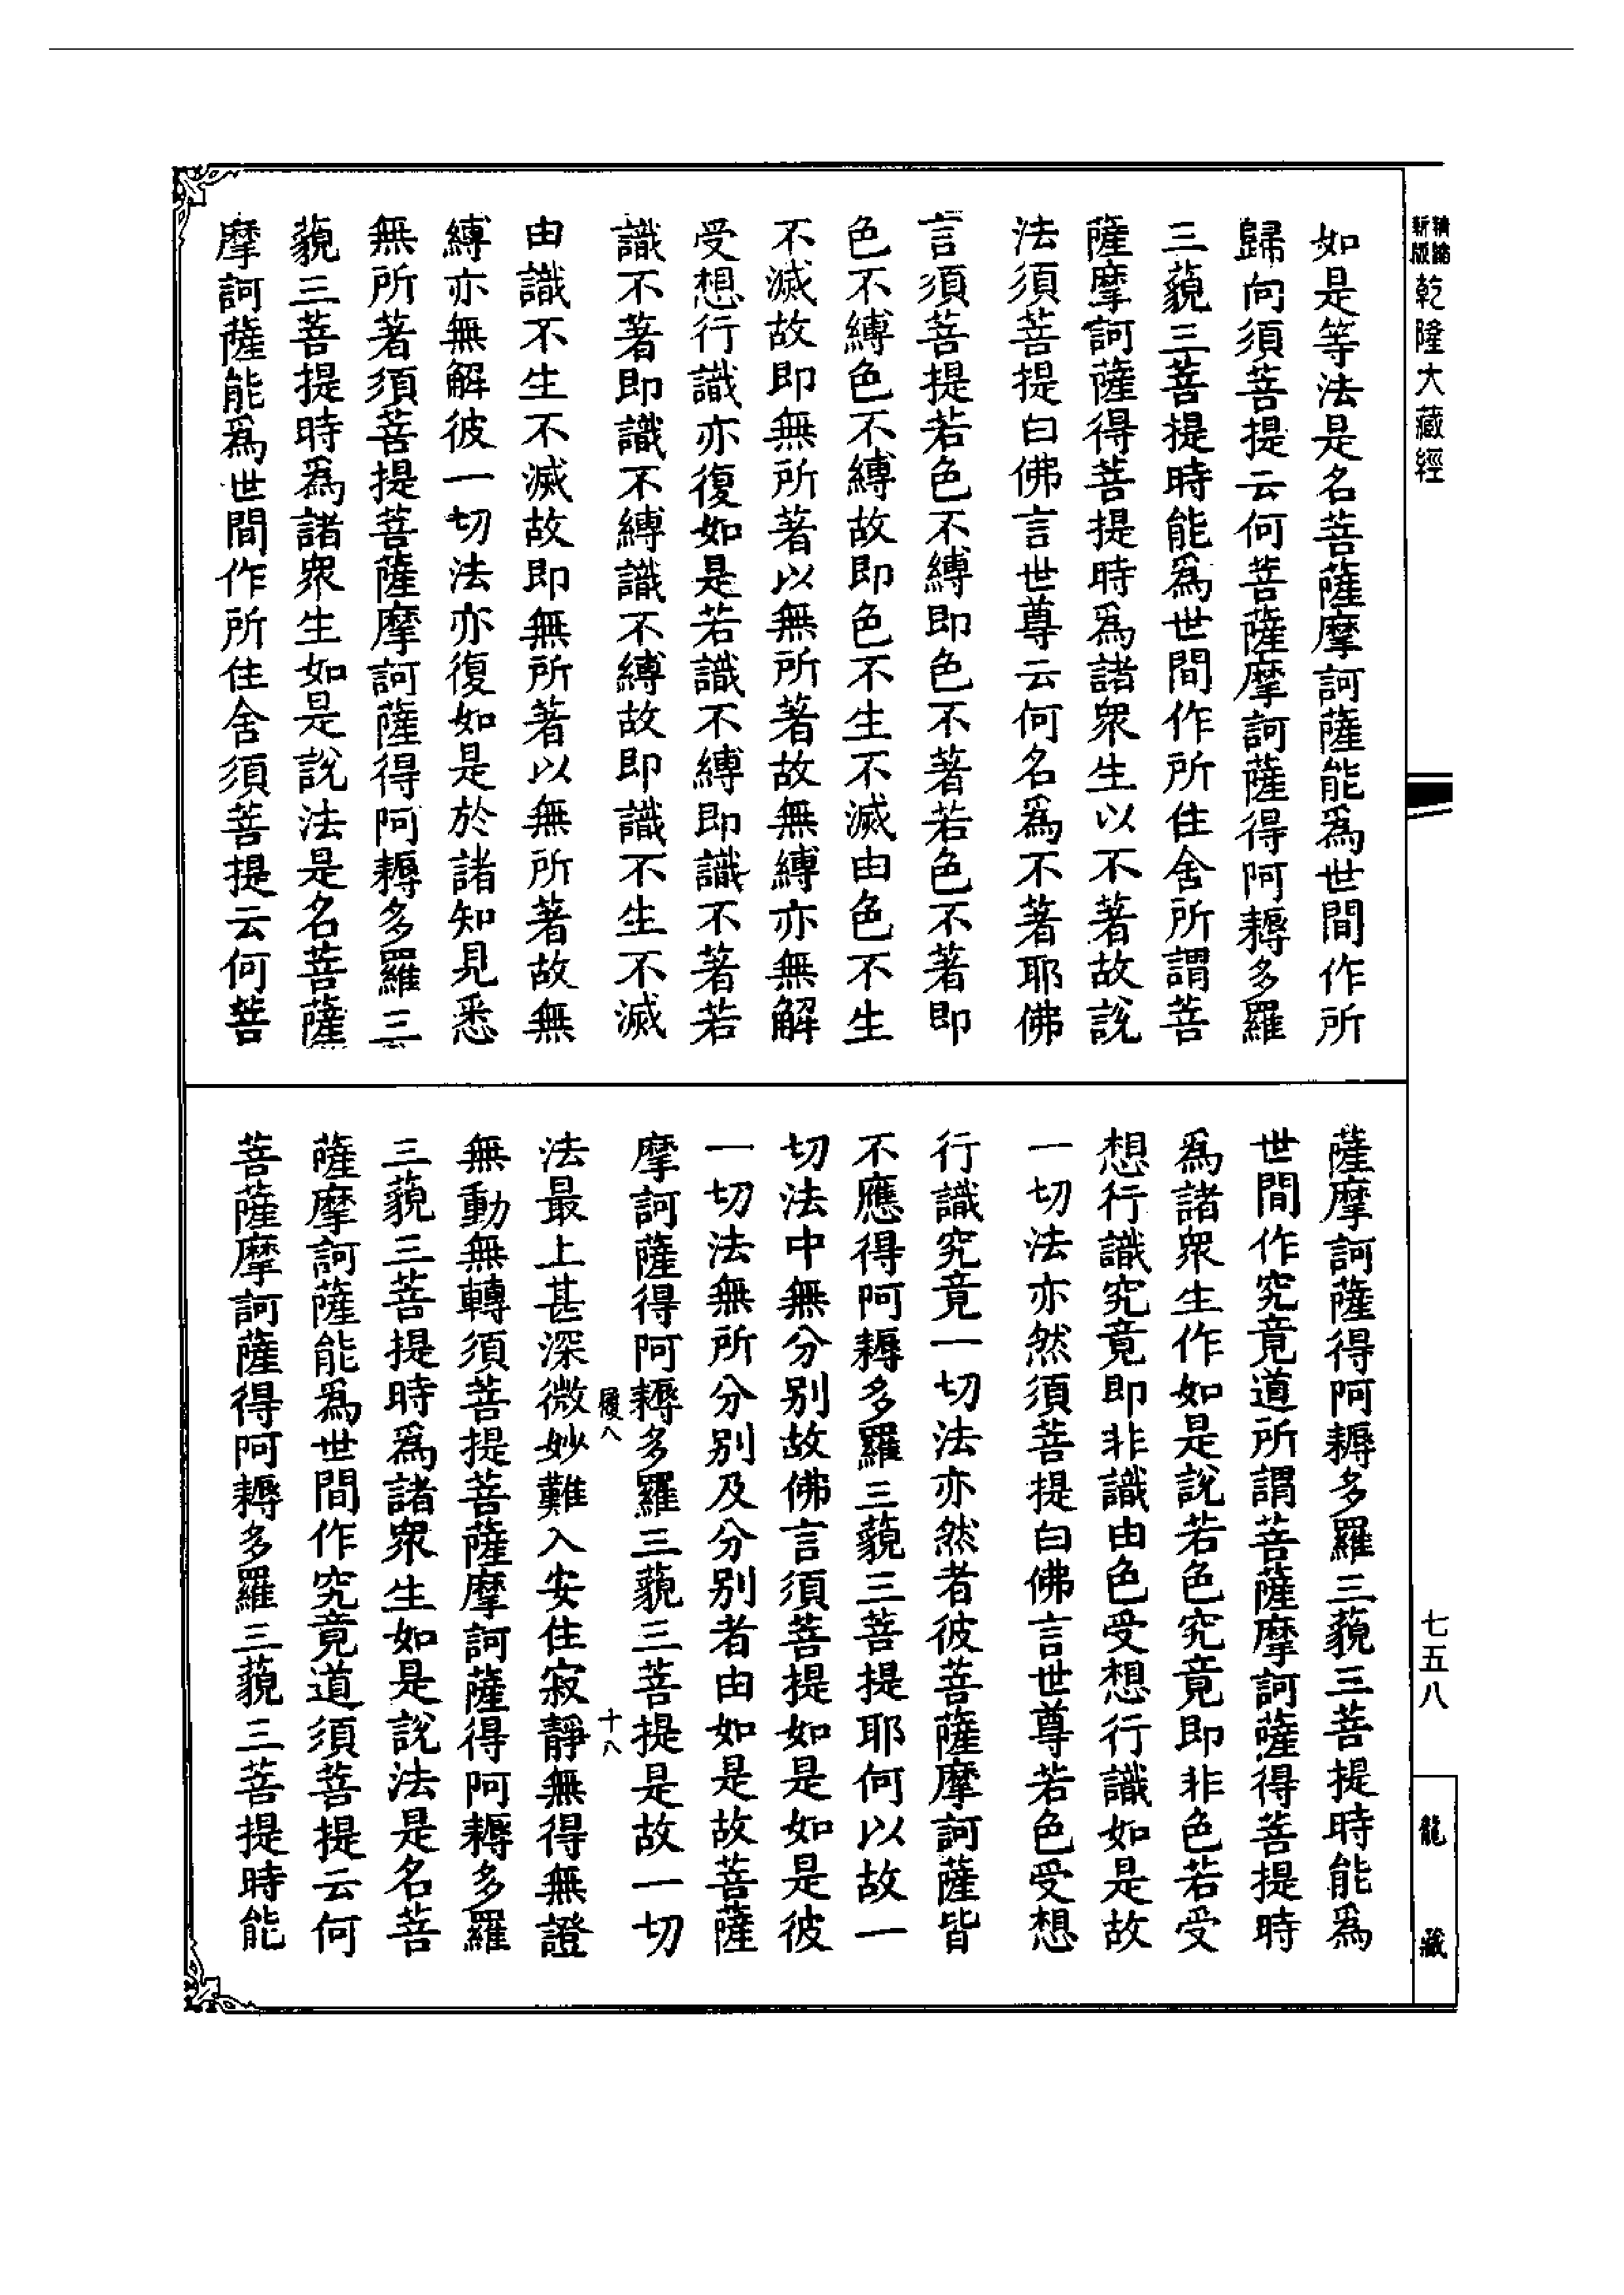 精縮新版乾隆大藏經
如是等法是名菩薩摩訶薩能爲世間作所
歸向須菩提云何菩薩摩訶薩得阿耨多羅
三藐三菩提時能爲世間作所住舍所謂菩
薩摩訶薩得菩提時爲諸衆生以不著故說
法須菩提白佛言世尊云何名爲不著耶佛
言須菩提若色不縛即色不著若色不著即
色不縛色不縛故即色不生不滅由色不生
不滅故即無所著以無所著故無縛亦無解
受想行識亦復如是若識不縛即識不著若
識不著即識不縛識不縛故即識不生不滅
由識不生不滅故即無所著以無所著故無
縛亦無解彼一切法亦復如是於諸知見悉
無所著須菩提菩薩摩訶薩得阿耨多羅三
藐三菩提時爲諸衆生如是說法是名菩薩
摩訶薩能爲世間作所住舍須菩提云何菩
薩摩訶薩得阿耨多羅三藐三菩提時能爲
世間作究竟道所謂菩薩摩訶薩得菩提時
爲諸衆生作如是說若色究竟即非色若受
想行識究竟即非識由色受想行識如是故
一切法亦然須菩提白佛言世尊若色受想
行識究竟一切法亦然者彼菩薩摩訶薩皆
不應得阿耨多羅三藐三菩提耶何以故一
切法中無分别故佛言須菩提如是如是彼
一切法無所分别及分别者由如是故菩薩
摩訶薩得阿耨多羅三藐三菩提是故一切
履八 十八
法最上甚深微妙難入安住寂靜無得無證
無動無轉須菩提菩薩摩訶薩得阿耨多羅
三藐三菩提時爲諸衆生如是說法是名菩
薩摩訶薩能爲世間作究竟道須菩提云何
菩薩摩訶薩得阿耨多羅三藐三菩提時能
七五八
龍藏